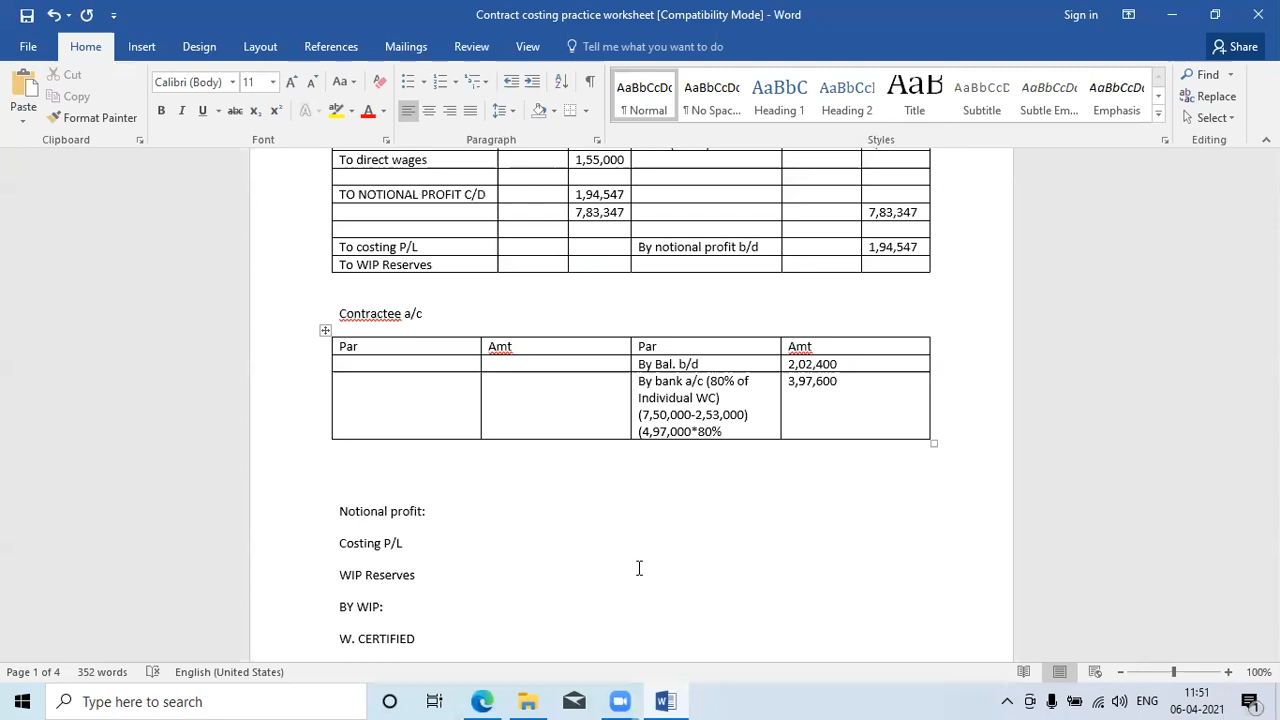 Contract costing practice worksheet [Compatibility Mode] - Word
Sign in
File Home Insert Design Layout References Mailings Review View Tell me what you want to do Share
Paste
Cut
Copy
Format Painter
Calibri (Body) 11
Clipboard Font Paragraph Styles Editing
AaBbCcDc AaBbCcDc AaBbC AaBbCcI AaB AaBbCcD AaBbCcDc AaBbCcDc
¶ Normal ¶ No Spac... Heading 1 Heading 2 Title Subtitle Subtle Em... Emphasis
Find
Replace
Select
To direct wages 1,55,000
TO NOTIONAL PROFIT C/D 1,94,547
7,83,347 7,83,347
To costing P/L By notional profit b/d 1,94,547
To WIP Reserves
Contractee a/c
Par Amt Par Amt
By Bal. b/d 2,02,400
By bank a/c (80% of 3,97,600
Individual WC)
(7,50,000-2,53,000)
(4,97,000*80%
Notional profit:
Costing P/L
WIP Reserves
BY WIP:
W. CERTIFIED
Page 1 of 4 352 words English (United States) 100%
Type here to search
ENG
11:51
06-04-2021